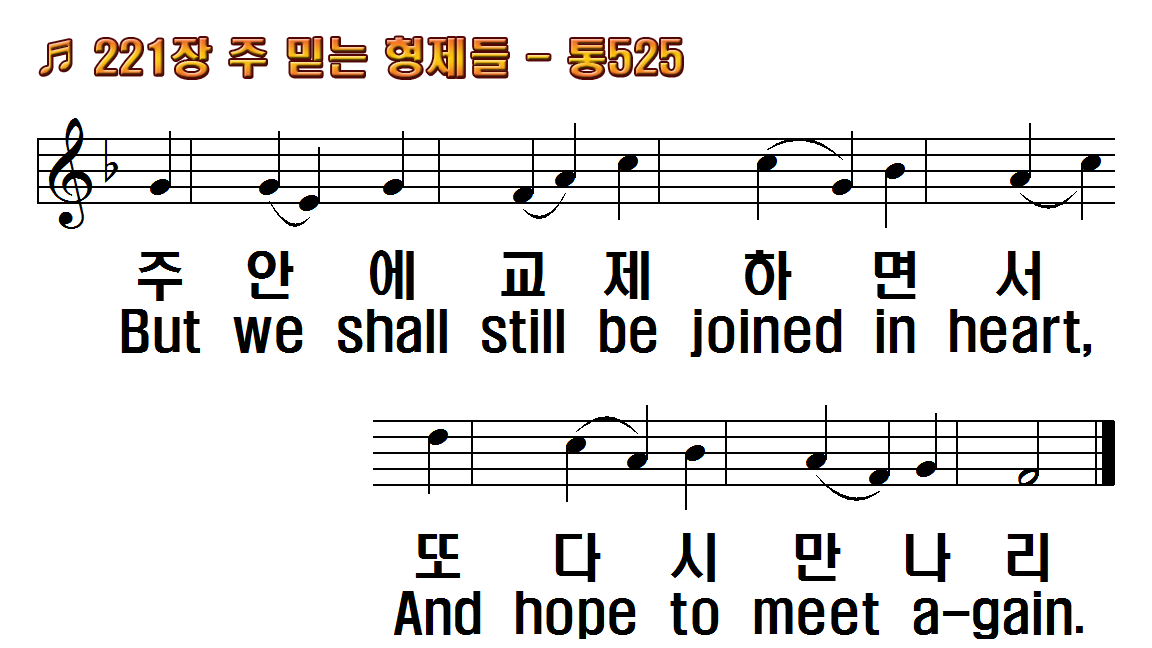 ♬ 221장 주 믿는 형제들 - 통525
주 안 에 교 제 하 면 서
But we shall still be joined in heart,
또 다 시 만 나 리
And hope to meet a-gain.